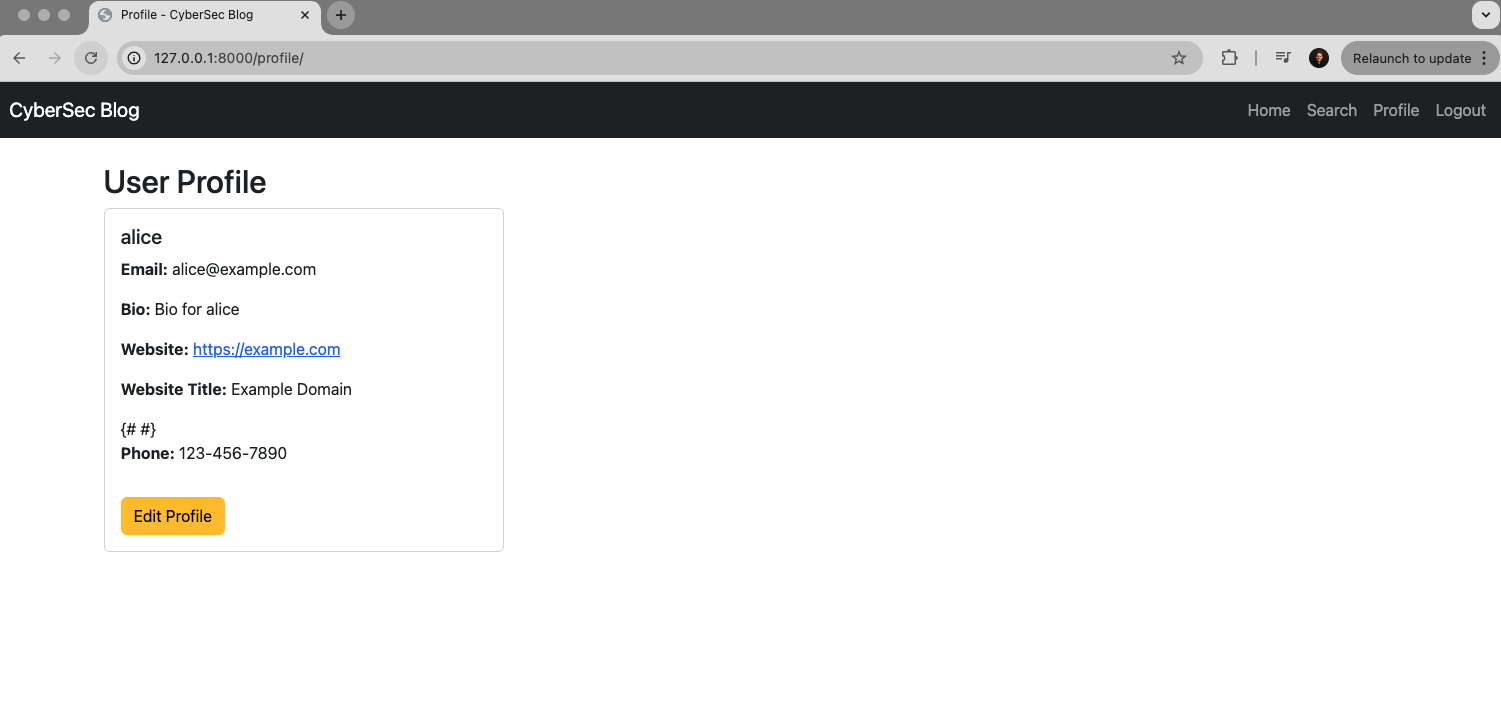 Profile - CyberSec Blog
127.0.0.1:8000/profile/
Relaunch to update
CyberSec Blog
Home Search Profile Logout
User Profile
alice
Email: alice@example.com
Bio: Bio for alice
Website: https://example.com
Website Title: Example Domain
{# #}
Phone: 123-456-7890
Edit Profile